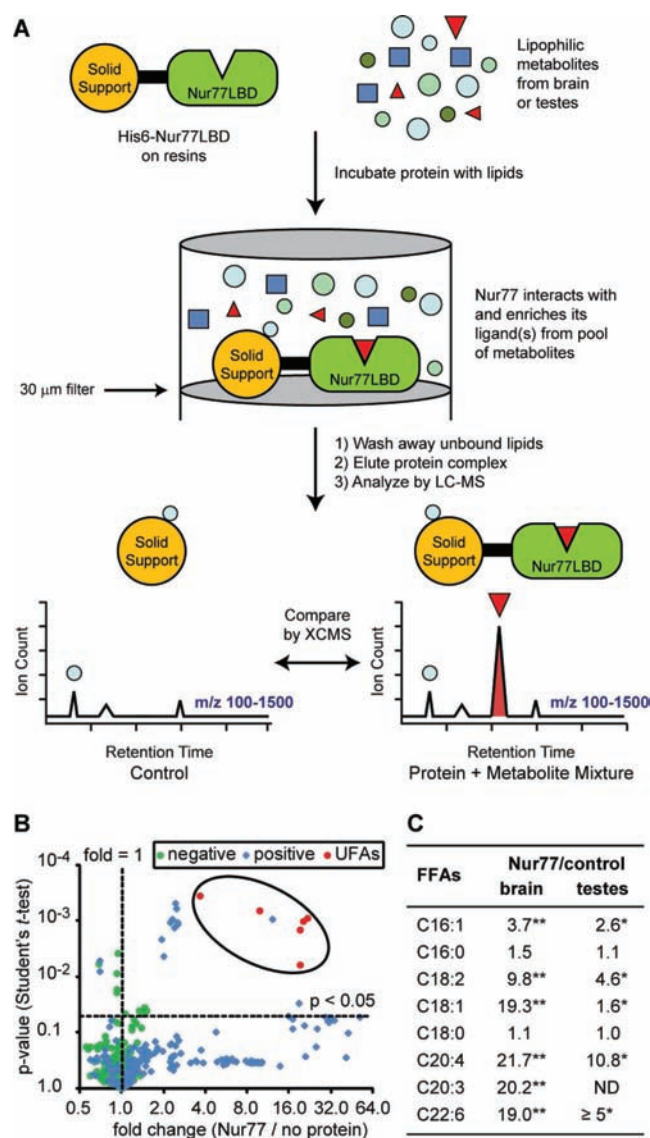 A
Solid
Support
Nur77LBD
His6-Nur77LBD
on resins
Lipophilic
metabolites
from brain
or testes
Incubate protein with lipids
Solid
Support
Nur77LBD
30 μm filter
Nur77 interacts with
and enriches its
ligand(s) from pool
of metabolites
1) Wash away unbound lipids
2) Elute protein complex
3) Analyze by LC-MS
Solid
Support
Solid
Support
Nur77LBD
Ion Count
m/z 100-1500
Retention Time
Control
Compare
by XCMS
Ion Count
m/z 100-1500
Retention Time
Protein + Metabolite Mixture
B
fold = 1
negative positive UFAs
p-value (Student's t-test)
10-4
10-3
10-2
0.1
1.0
p < 0.05
0.5 1.0 2.0 4.0 8.0 16.0 32.0 64.0
fold change (Nur77 / no protein)
C
FFAs Nur77/control
brain testes
C16:1 3.7** 2.6*
C16:0 1.5 1.1
C18:2 9.8** 4.6*
C18:1 19.3** 1.6*
C18:0 1.1 1.0
C20:4 21.7** 10.8*
C20:3 20.2** ND
C22:6 19.0** ≥ 5*